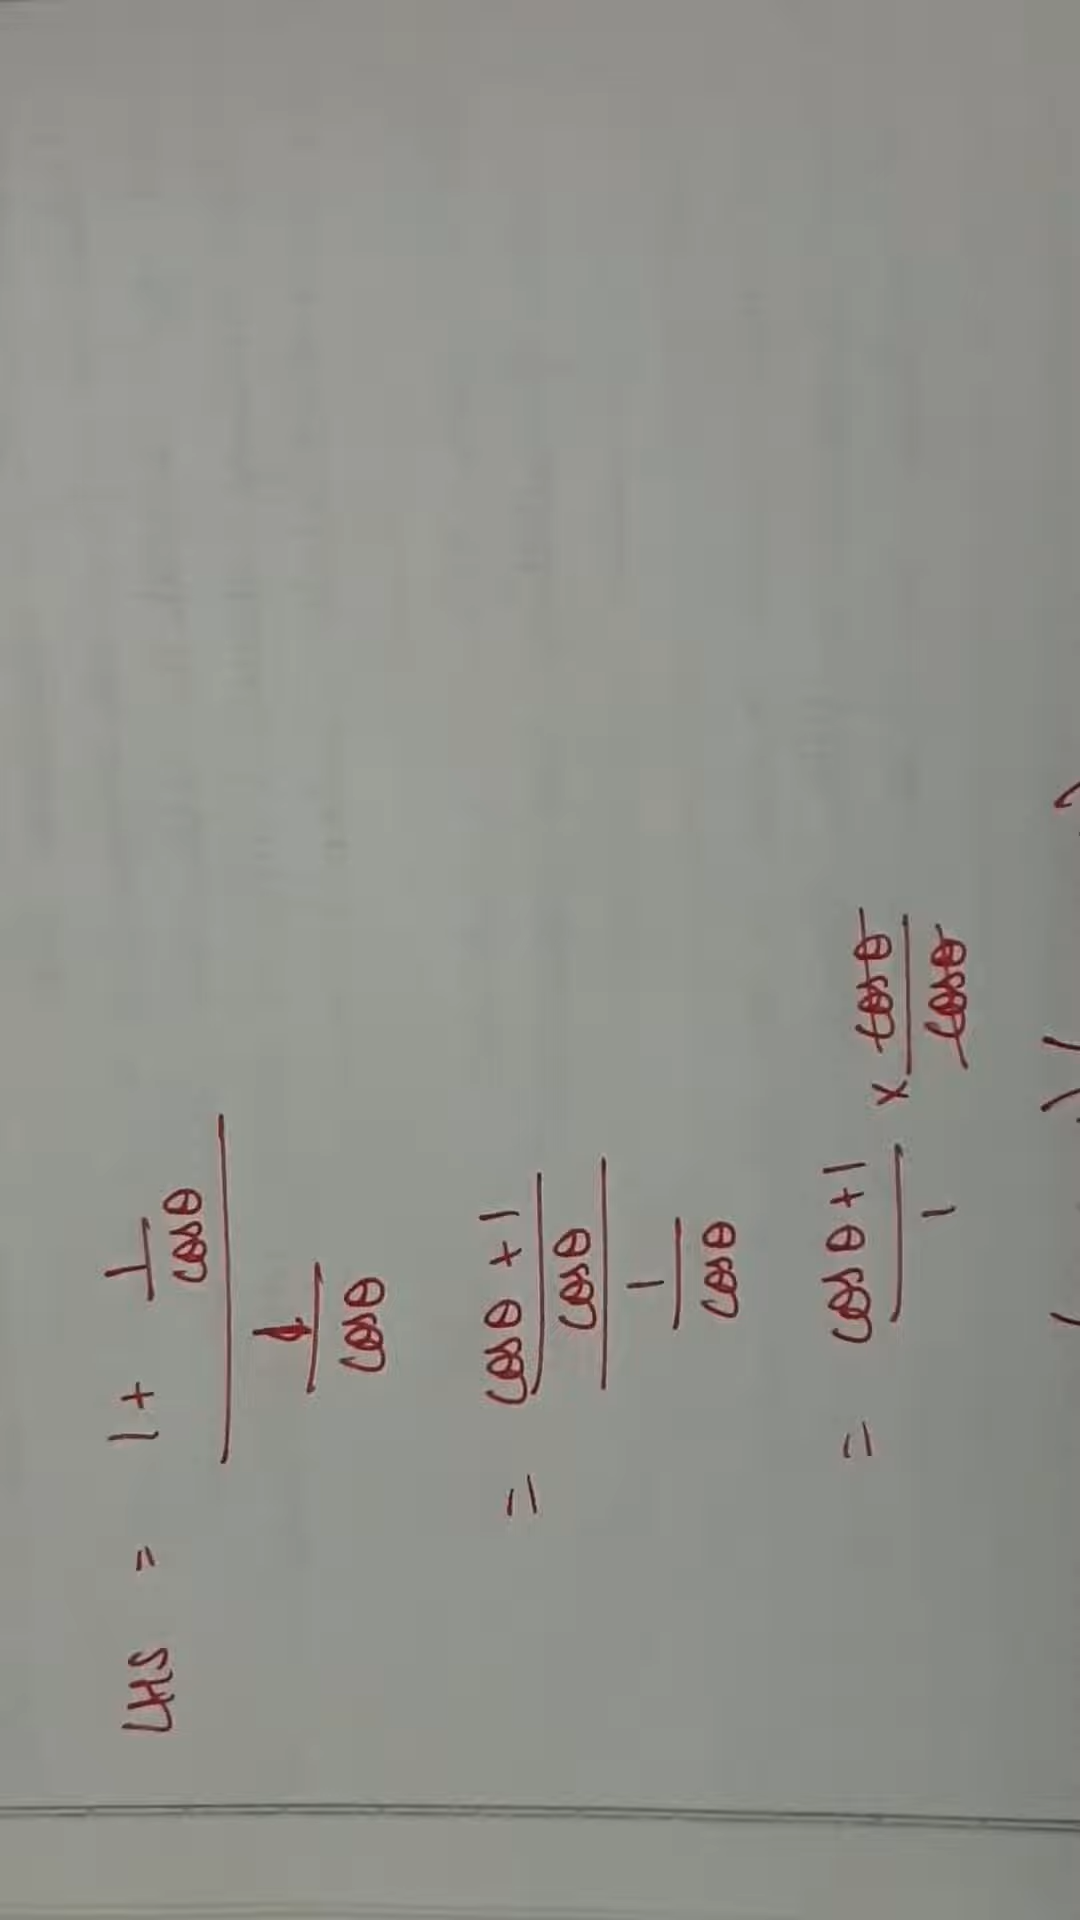 LHS = 1 + 1/cosθ
1/cosθ
= cosθ + 1/cosθ
1/cosθ
= cosθ + 1/1 × cosθ/cosθ